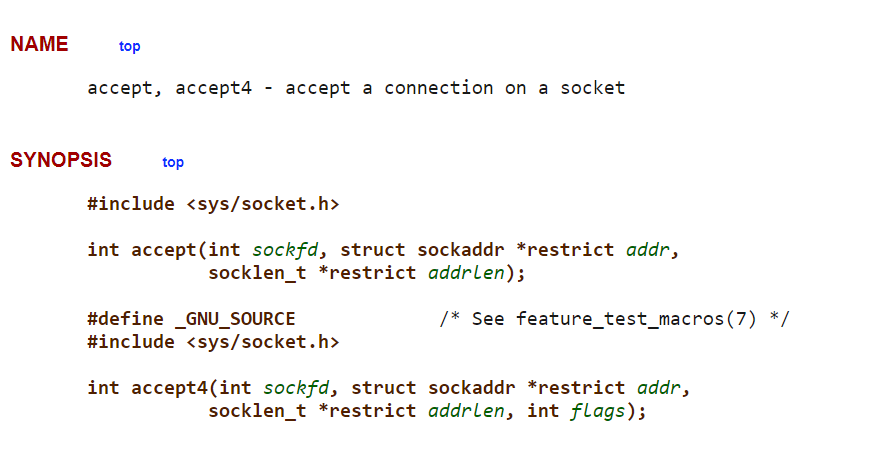 NAME top
accept, accept4 - accept a connection on a socket
SYNOPSIS top
#include <sys/socket.h>
int accept(int sockfd, struct sockaddr *restrict addr,
socklen_t *restrict addrlen);
#define _GNU_SOURCE /* See feature_test_macros(7) */
#include <sys/socket.h>
int accept4(int sockfd, struct sockaddr *restrict addr,
socklen_t *restrict addrlen, int flags);